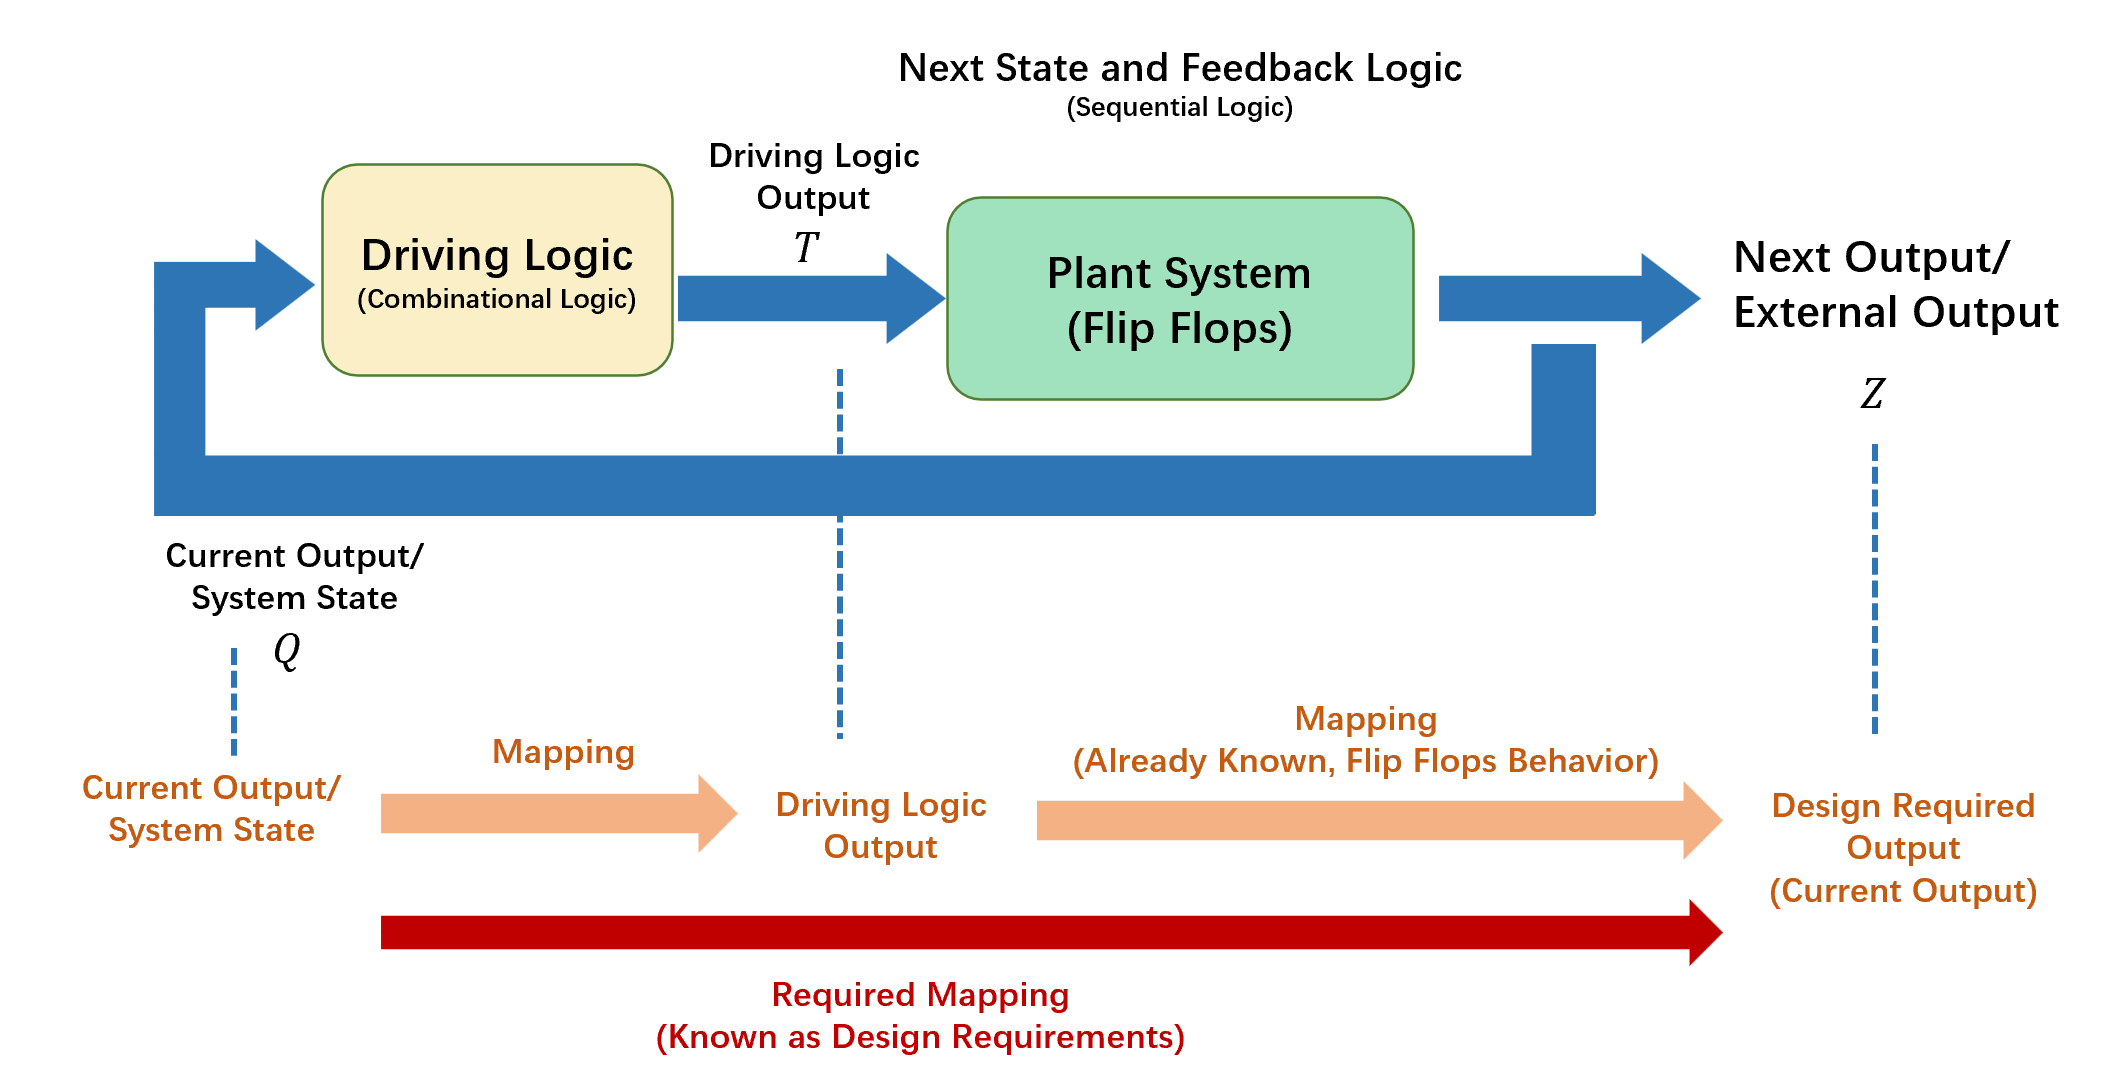 Next State and Feedback Logic
(Sequential Logic)
Driving Logic
Output
T
Driving Logic
(Combinational Logic)
Plant System
(Flip Flops)
Next Output/
External Output
Z
Current Output/
System State
Q
Mapping
Mapping
(Already Known, Flip Flops Behavior)
Current Output/
System State
Driving Logic
Output
Design Required
Output
(Current Output)
Required Mapping
(Known as Design Requirements)